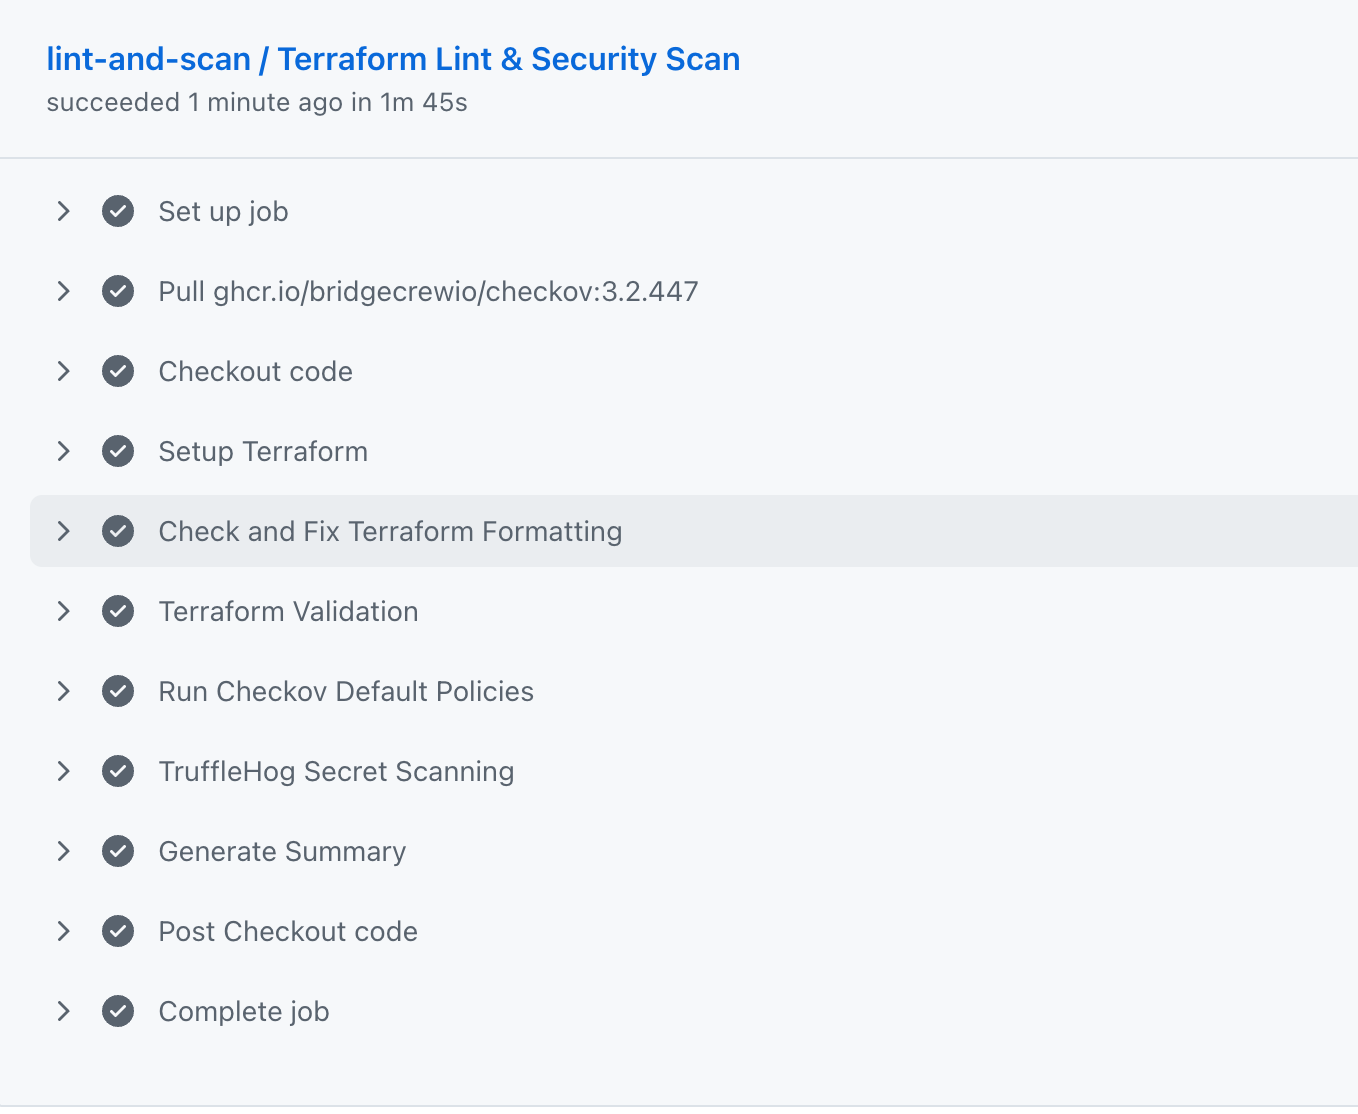 lint-and-scan / Terraform Lint & Security Scan
succeeded 1 minute ago in 1m 45s
Set up job
Pull ghcr.io/bridgecrewio/checkov:3.2.447
Checkout code
Setup Terraform
Check and Fix Terraform Formatting
Terraform Validation
Run Checkov Default Policies
TruffleHog Secret Scanning
Generate Summary
Post Checkout code
Complete job